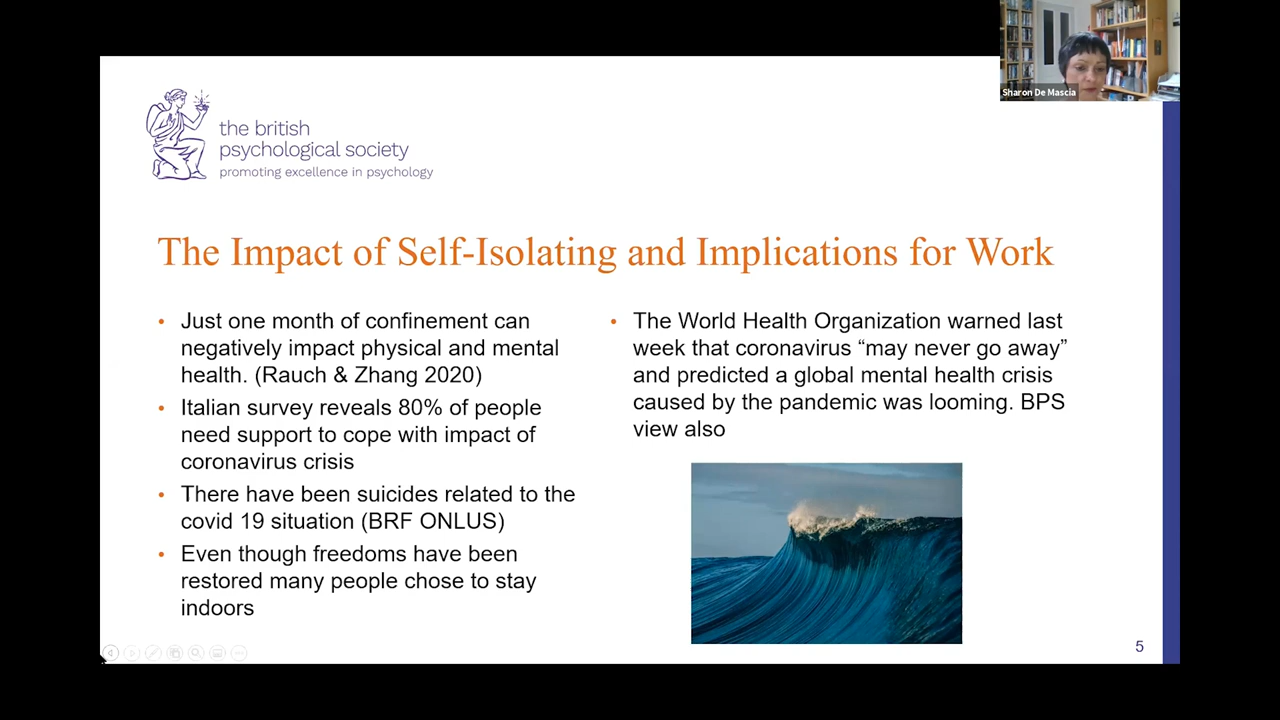 Sharon De Mascia
the british
psychological society
promoting excellence in psychology
The Impact of Self-Isolating and Implications for Work
• Just one month of confinement can
negatively impact physical and mental
health. (Rauch & Zhang 2020)
• Italian survey reveals 80% of people
need support to cope with impact of
coronavirus crisis
• There have been suicides related to the
covid 19 situation (BRF ONLUS)
• Even though freedoms have been
restored many people chose to stay
indoors
• The World Health Organization warned last
week that coronavirus “may never go away”
and predicted a global mental health crisis
caused by the pandemic was looming. BPS
view also
5